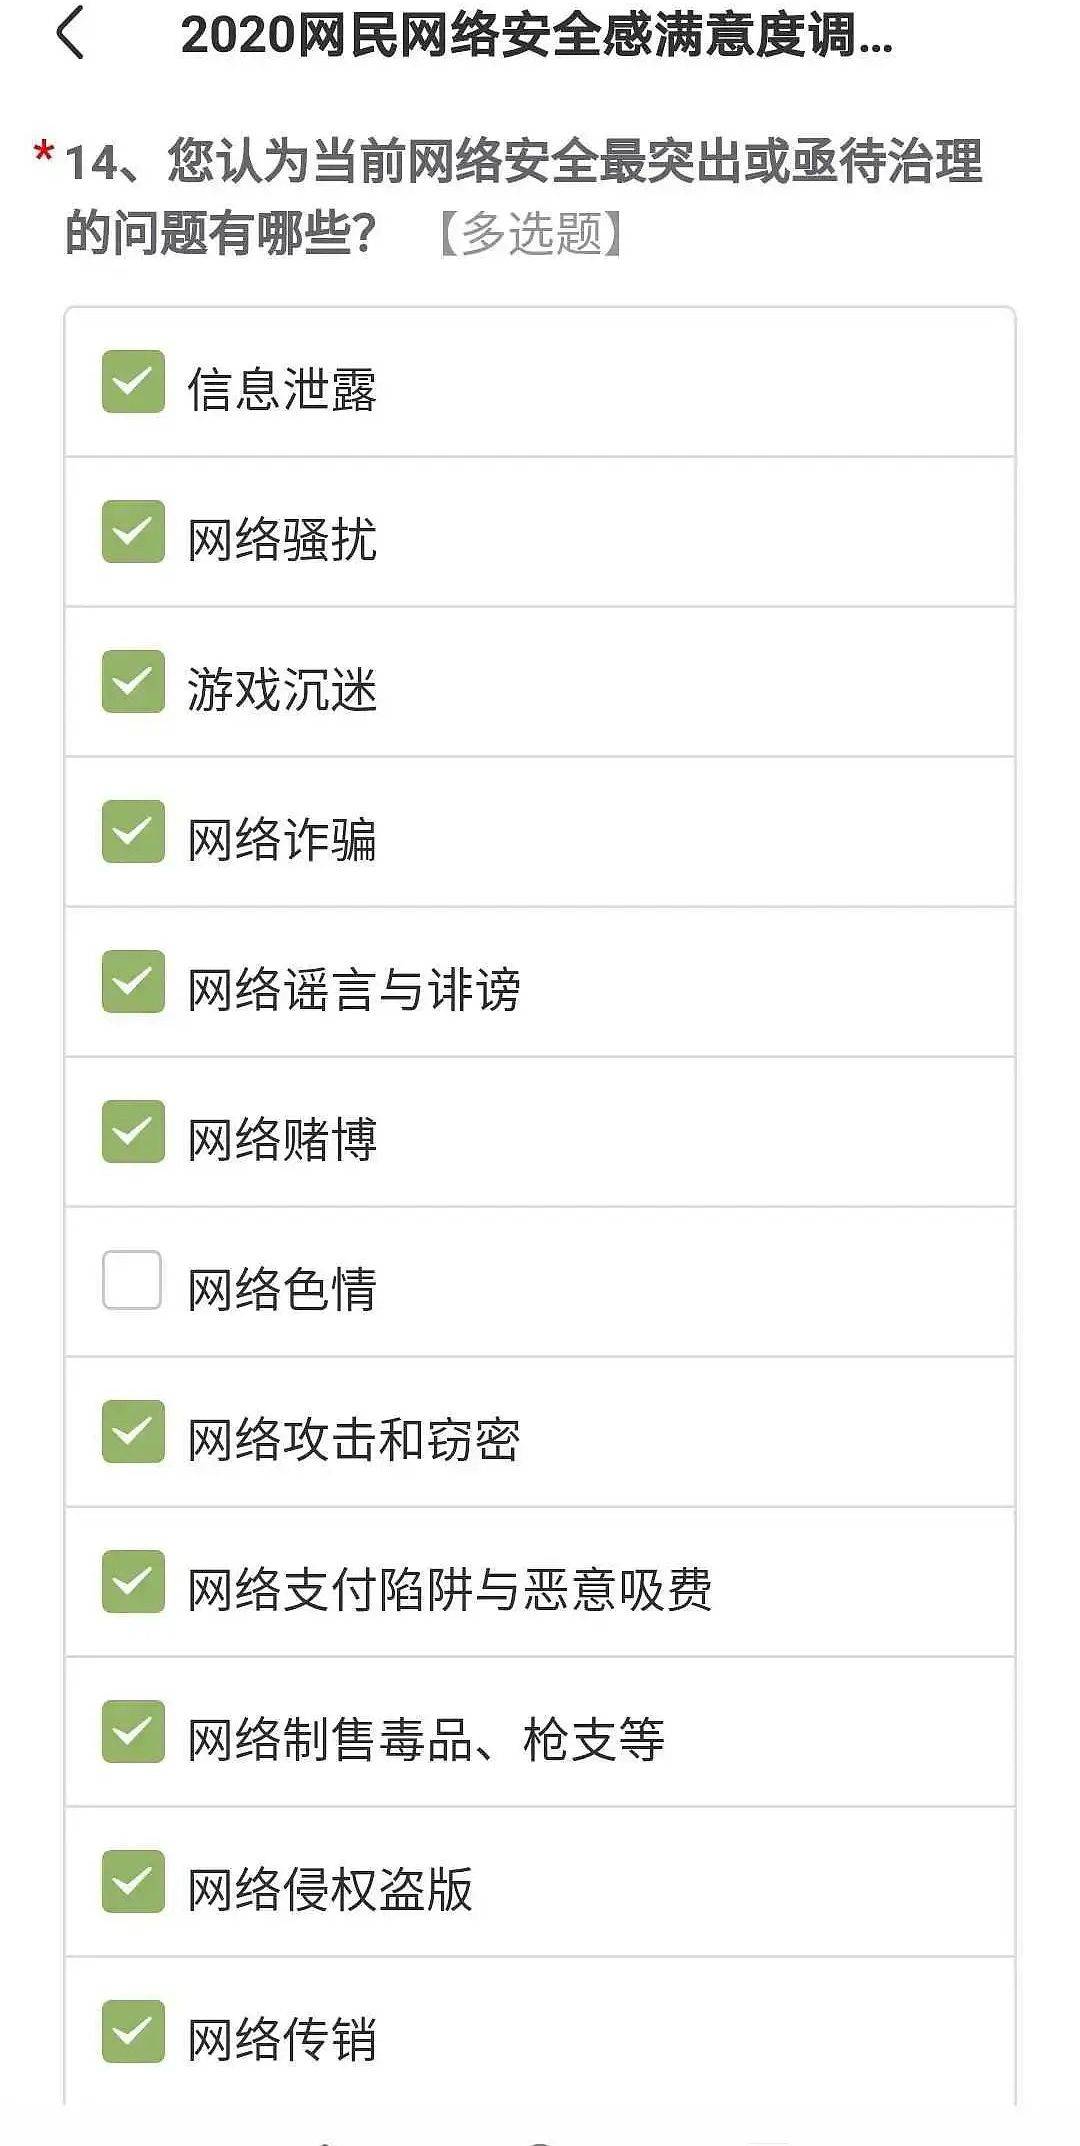 2020网民网络安全感满意度调...
*14、您认为当前网络安全最突出或亟待治理
的问题有哪些？ 【多选题】
信息泄露
网络骚扰
游戏沉迷
网络诈骗
网络谣言与诽谤
网络赌博
网络色情
网络攻击和窃密
网络支付陷阱与恶意吸费
网络制售毒品、枪支等
网络侵权盗版
网络传销